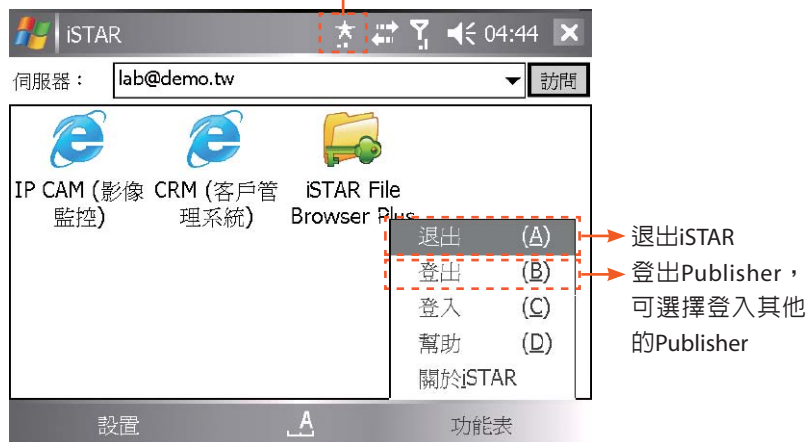 iSTAR 04:44
伺服器： lab@demo.tw 訪問
IP CAM (影像
監控)
CRM (客戶管
理系統)
iSTAR File
Browser Plus
退出 (A)
登出 (B)
登入 (C)
幫助 (D)
關於iSTAR
退出iSTAR
登出Publisher，
可選擇登入其他
的Publisher
設置 A 功能表